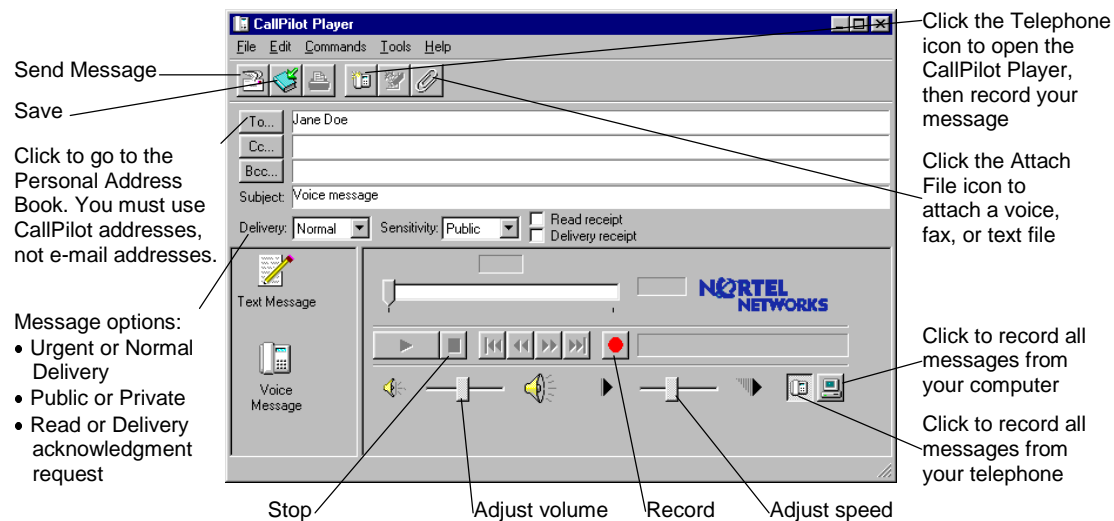 CallPilot Player
File Edit Commands Tools Help
Send Message
Save
Click to go to the
Personal Address
Book. You must use
CallPilot addresses,
not e-mail addresses.
Message options:
• Urgent or Normal
Delivery
• Public or Private
• Read or Delivery
acknowledgment
request
To... Jane Doe
Cc...
Bcc...
Subject: Voice message
Delivery: Normal Sensitivity: Public
Read receipt
Delivery receipt
Text Message
Voice
Message
NORTEL
NETWORKS
Click the Telephone
icon to open the
CallPilot Player,
then record your
message
Click the Attach
File icon to
attach a voice,
fax, or text file
Click to record all
messages from
your computer
Click to record all
messages from
your telephone
Stop Adjust volume Record Adjust speed